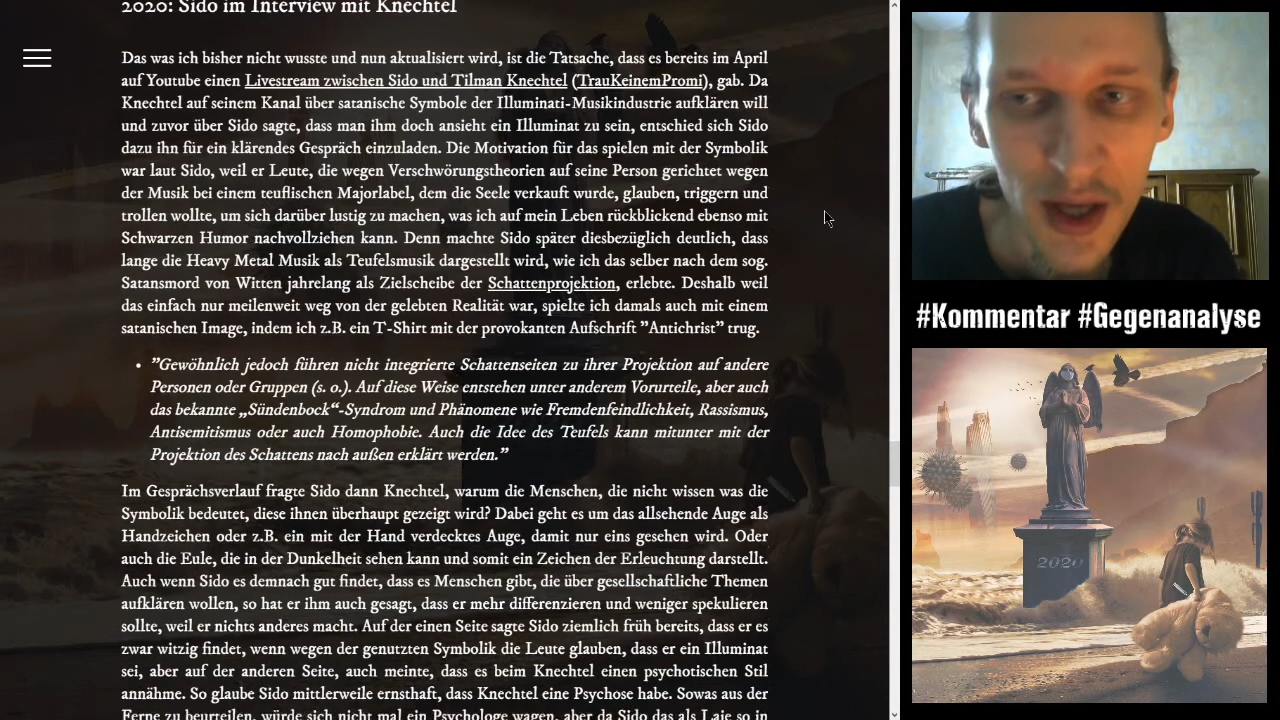 2020: Sido im Interview mit Knechtel
Das was ich bisher nicht wusste und nun aktualisiert wird, ist die Tatsache, dass es bereits im April
auf Youtube einen Livestream zwischen Sido und Tilman Knechtel (TrauKeinemPromi), gab. Da
Knechtel auf seinem Kanal über satanische Symbole der Illuminati-Musikindustrie aufklären will
und zuvor über Sido sagte, dass man ihm doch ansieht ein Illuminat zu sein, entschied sich Sido
dazu ihn für ein klärendes Gespräch einzuladen. Die Motivation für das spielen mit der Symbolik
war laut Sido, weil er Leute, die wegen Verschwörungstheorien auf seine Person gerichtet wegen
der Musik bei einem teuflischen Majorlabel, dem die Seele verkauft wurde, glauben, triggern und
trollen wollte, um sich darüber lustig zu machen, was ich auf mein Leben rückblickend ebenso mit
Schwarzen Humor nachvollziehen kann. Denn machte Sido später diesbezüglich deutlich, dass
lange die Heavy Metal Musik als Teufelsmusik dargestellt wird, wie ich das selber nach dem sog.
Satansmord von Witten jahrelang als Zielscheibe der Schattenprojektion, erlebte. Deshalb weil
das einfach nur meilenweit weg von der gelebten Realität war, spielte ich damals auch mit einem
satanischen Image, indem ich z.B. ein T-Shirt mit der provokanten Aufschrift "Antichrist" trug.
• "Gewöhnlich jedoch führen nicht integrierte Schattenseiten zu ihrer Projektion auf andere
Personen oder Gruppen (s. o.). Auf diese Weise entstehen unter anderem Vorurteile, aber auch
das bekannte „Sündenbock“-Syndrom und Phänomene wie Fremdenfeindlichkeit, Rassismus,
Antisemitismus oder auch Homophobie. Auch die Idee des Teufels kann mitunter mit der
Projektion des Schattens nach außen erklärt werden."
Im Gesprächsverlauf fragte Sido dann Knechtel, warum die Menschen, die nicht wissen was die
Symbolik bedeutet, diese ihnen überhaupt gezeigt wird? Dabei geht es um das allsehende Auge als
Handzeichen oder z.B. ein mit der Hand verdecktes Auge, damit nur eins gesehen wird. Oder
auch die Eule, die in der Dunkelheit sehen kann und somit ein Zeichen der Erleuchtung darstellt.
Auch wenn Sido es demnach gut findet, dass es Menschen gibt, die über gesellschaftliche Themen
aufklären wollen, so hat er ihm auch gesagt, dass er mehr differenzieren und weniger spekulieren
sollte, weil er nichts anderes macht. Auf der einen Seite sagte Sido ziemlich früh bereits, dass er es
zwar witzig findet, wenn wegen der genutzten Symbolik die Leute glauben, dass er ein Illuminat
sei, aber auf der anderen Seite, auch meinte, dass es beim Knechtel einen psychotischen Stil
annähme. So glaube Sido mittlerweile ernsthaft, dass Knechtel eine Psychose habe. Sowas aus der
Ferne zu beurteilen, würde sich nicht mal ein Psychologe wagen, aber da Sido das als Laie so in
#Kommentar #Gegenanalyse
2020